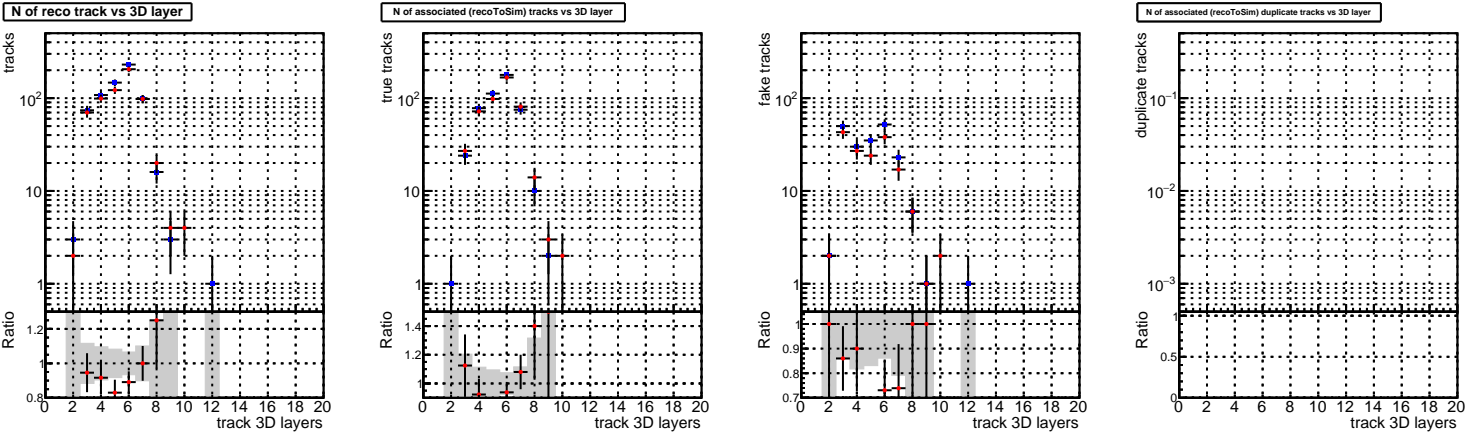 N of reco track vs 3D layer
tracks
10²
10
1
Ratio
1.2
1
0.8
0 2 4 6 8 10 12 14 16 18 20
track 3D layers
N of associated (recoToSim) tracks vs 3D layer
true tracks
10²
10
1
Ratio
1.4
1.2
1
0 2 4 6 8 10 12 14 16 18 20
track 3D layers
fake tracks
10²
10
1
Ratio
1
0.9
0.8
0.7
0 2 4 6 8 10 12 14 16 18 20
track 3D layers
N of associated (recoToSim) duplicate tracks vs 3D layer
duplicate tracks
10⁻¹
10⁻²
10⁻³
Ratio
1
0.5
0
0 2 4 6 8 10 12 14 16 18 20
track 3D layers